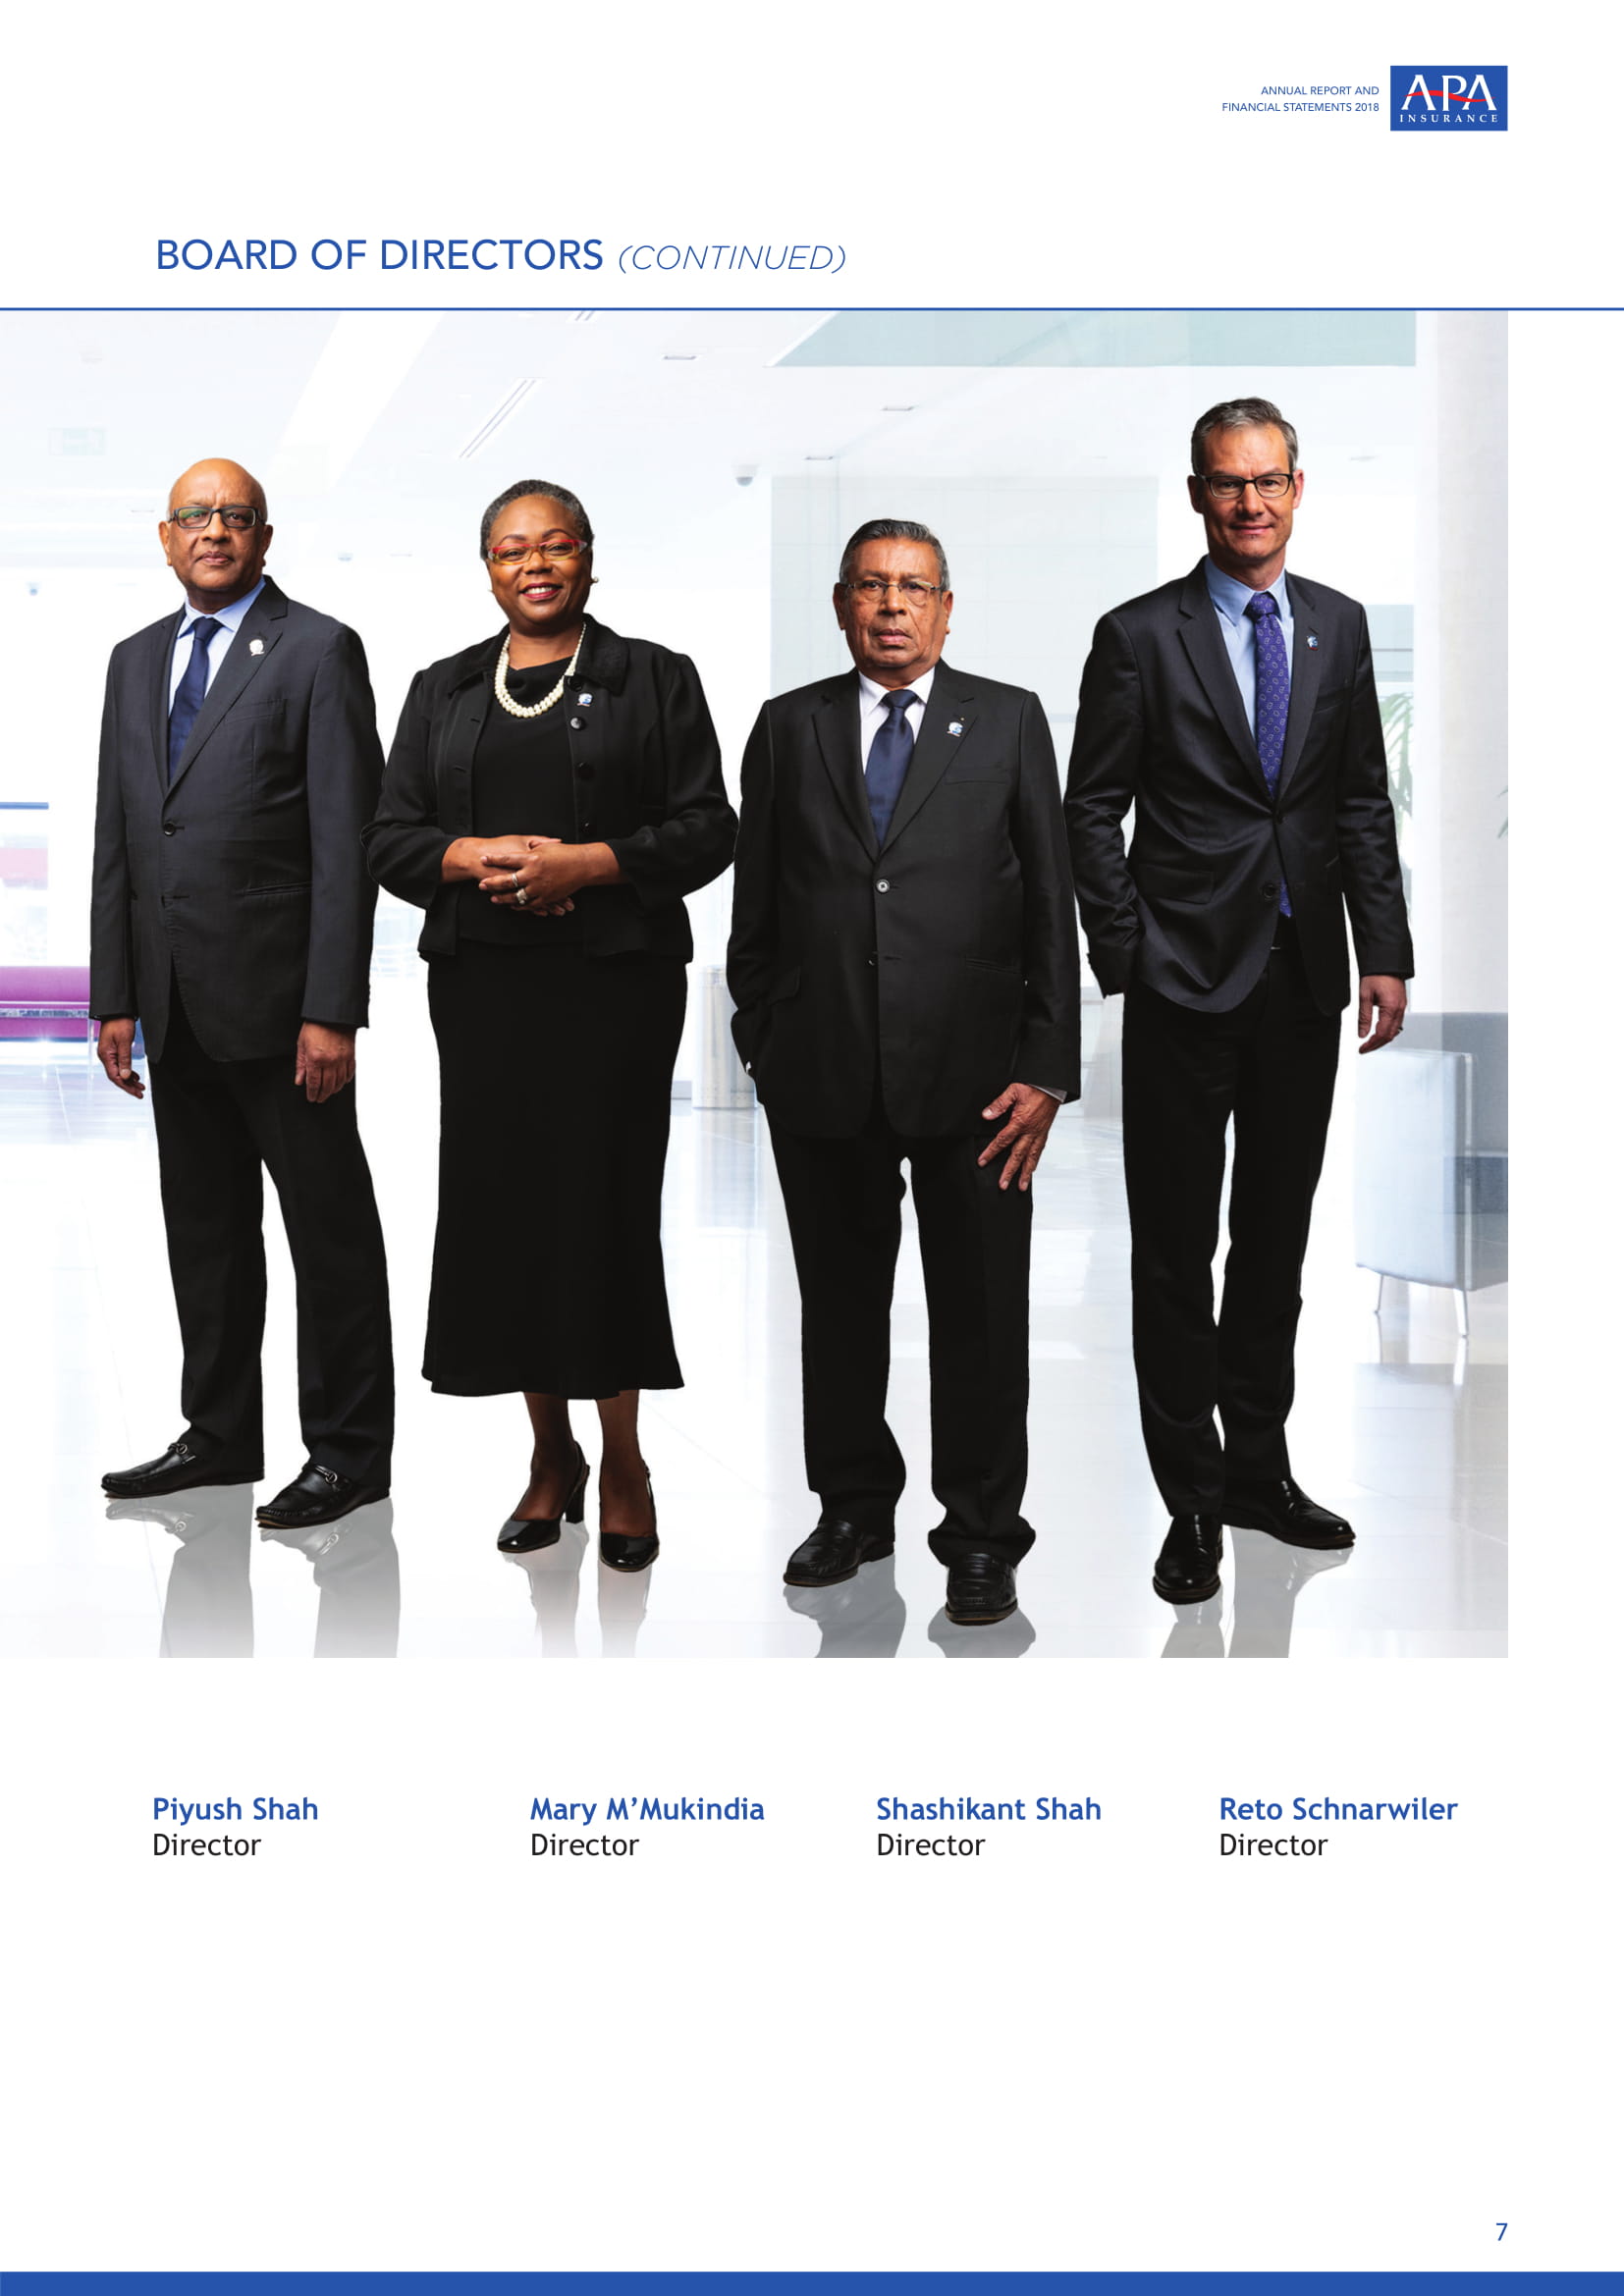 ANNUAL REPORT AND
FINANCIAL STATEMENTS 2018
APA
INSURANCE
BOARD OF DIRECTORS (CONTINUED)
Piyush Shah
Director
Mary M’Mukindia
Director
Shashikant Shah
Director
Reto Schnarwiler
Director
7